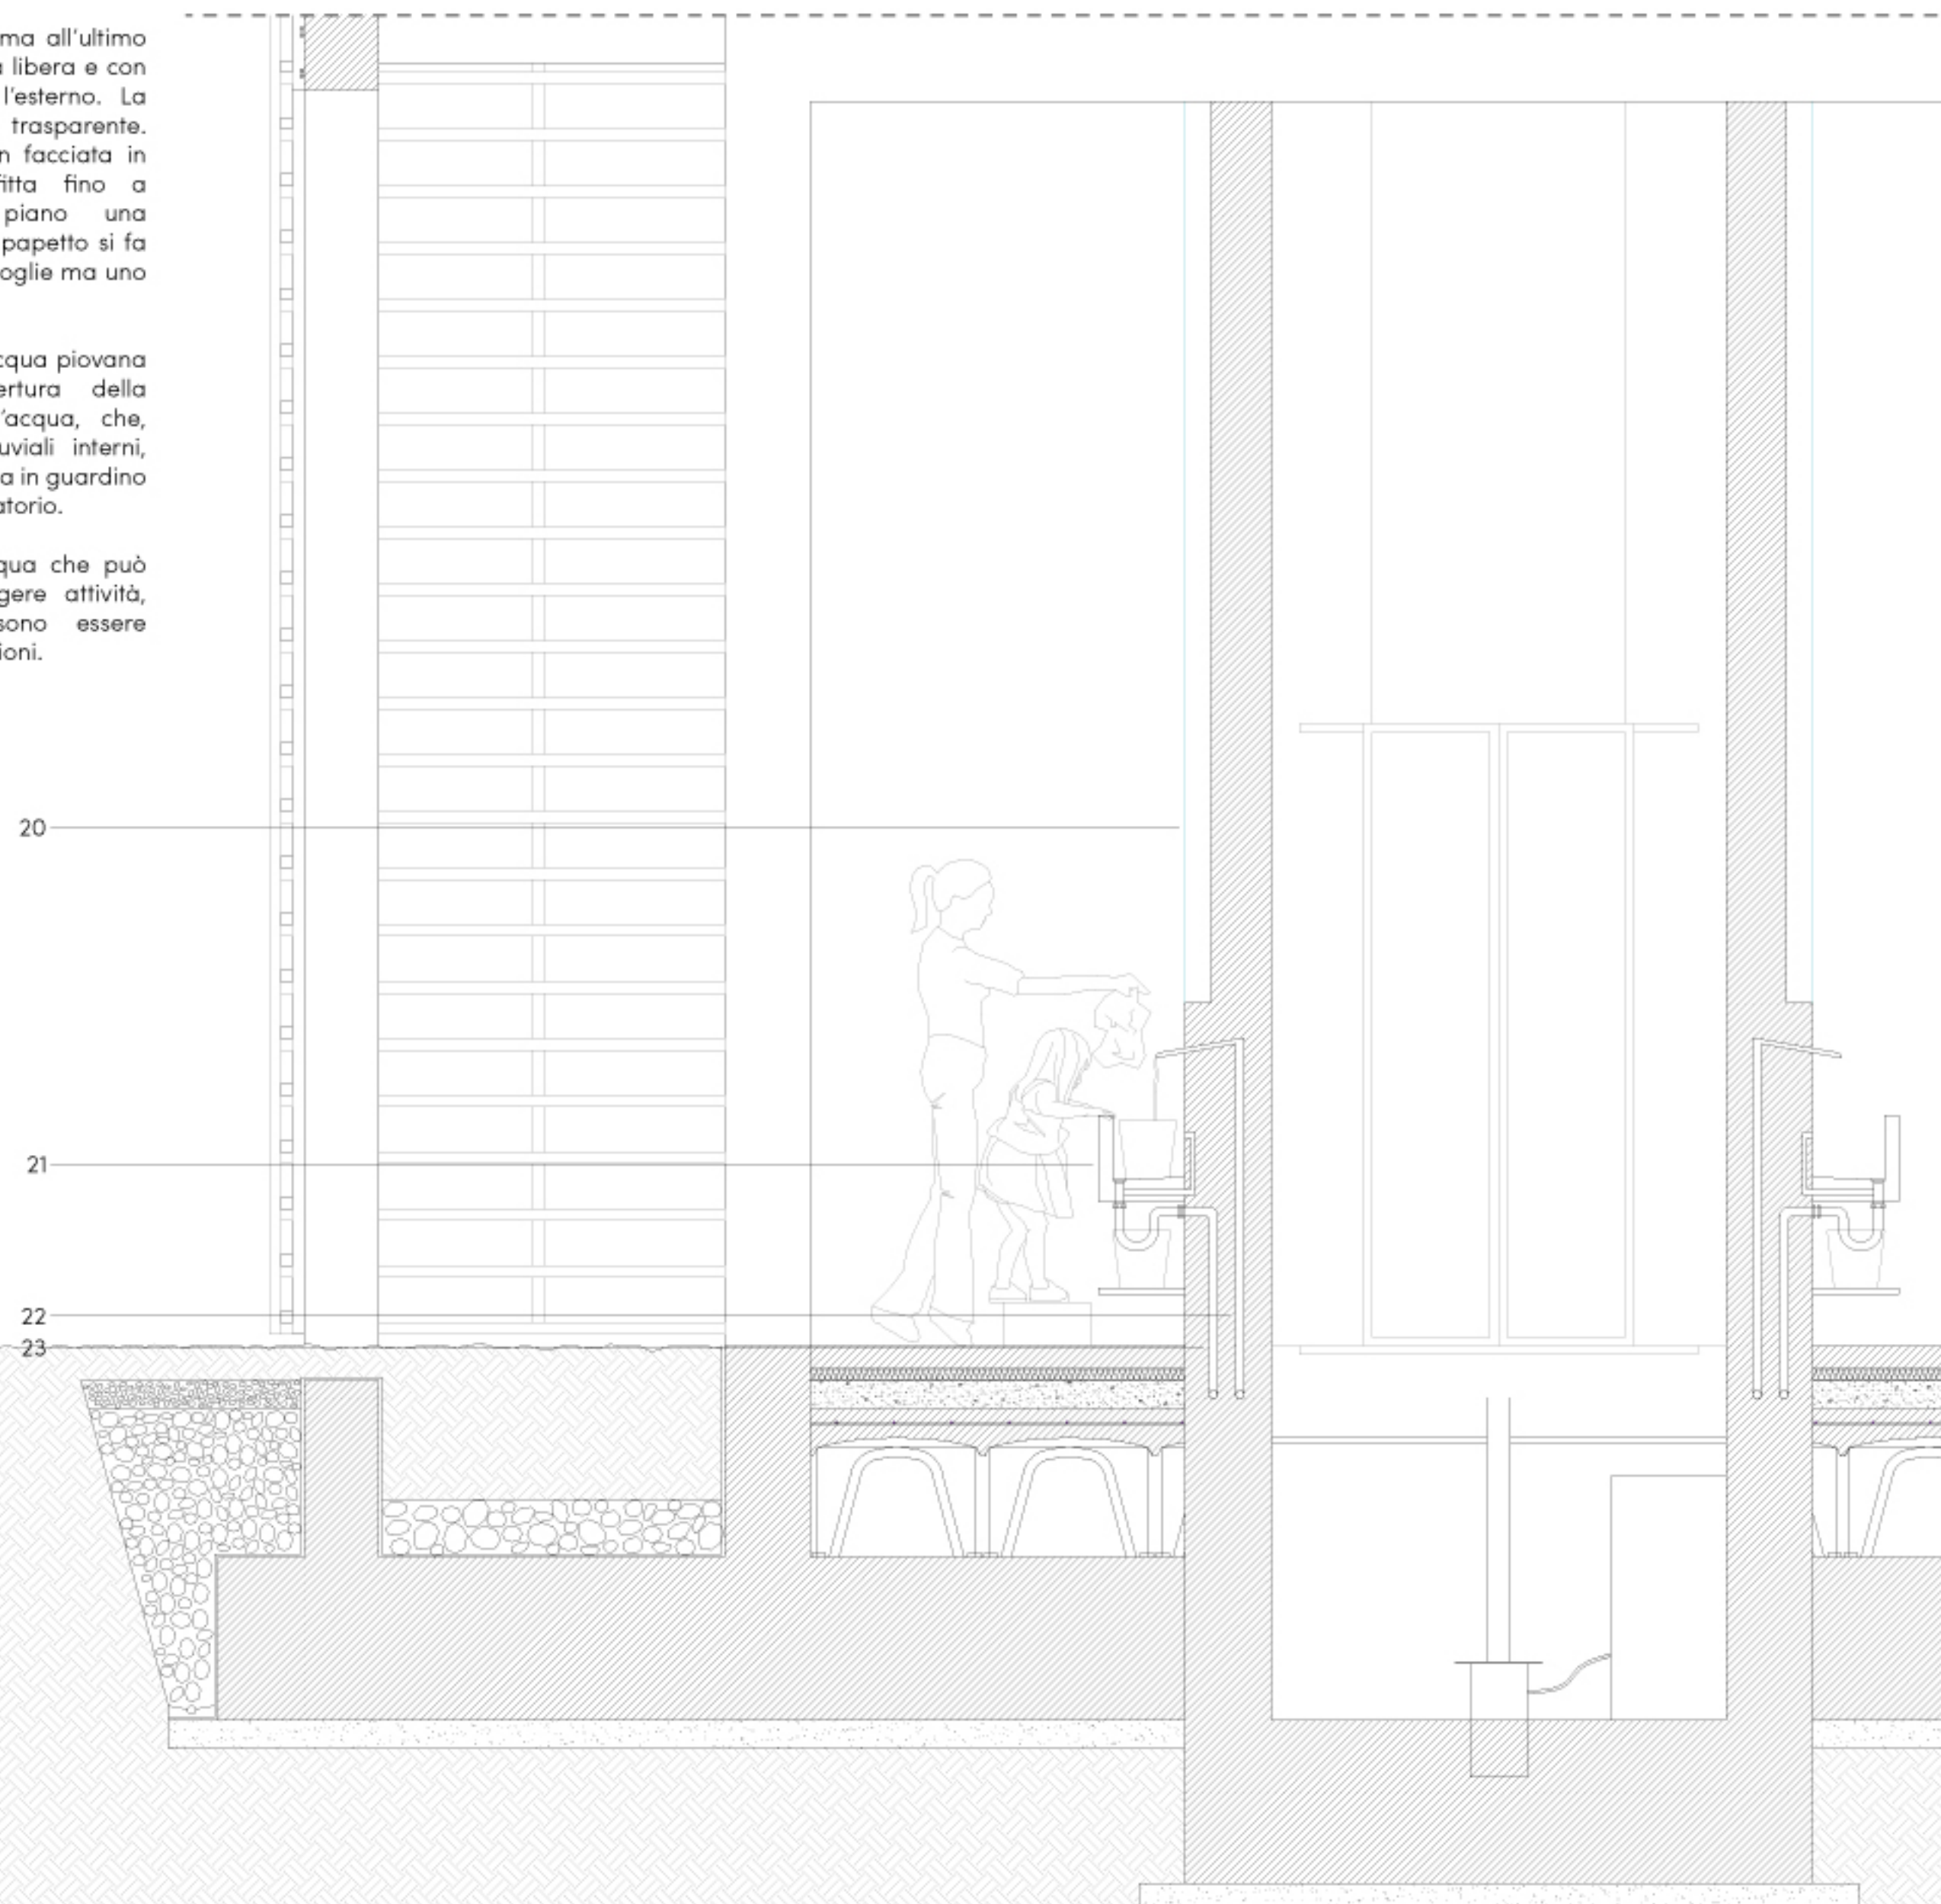 ma all'ultimo
libera e con
l'esterno. La
trasparente.
facciata in
fitta fino a
piano una
papetto si fa
oglie ma uno
cqua piovana
ertura della
l'acqua, che,
uviali interni,
a in guardino
atorio.
qua che può
gere attività,
sono essere
ioni.
20
21
22
23